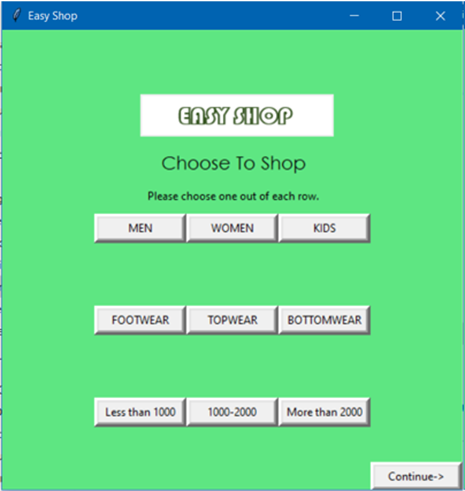 Easy Shop
EASY SHOP
Choose To Shop
Please choose one out of each row.
MEN WOMEN KIDS
FOOTWEAR TOPWEAR BOTTOMWEAR
Less than 1000 1000-2000 More than 2000
Continue->